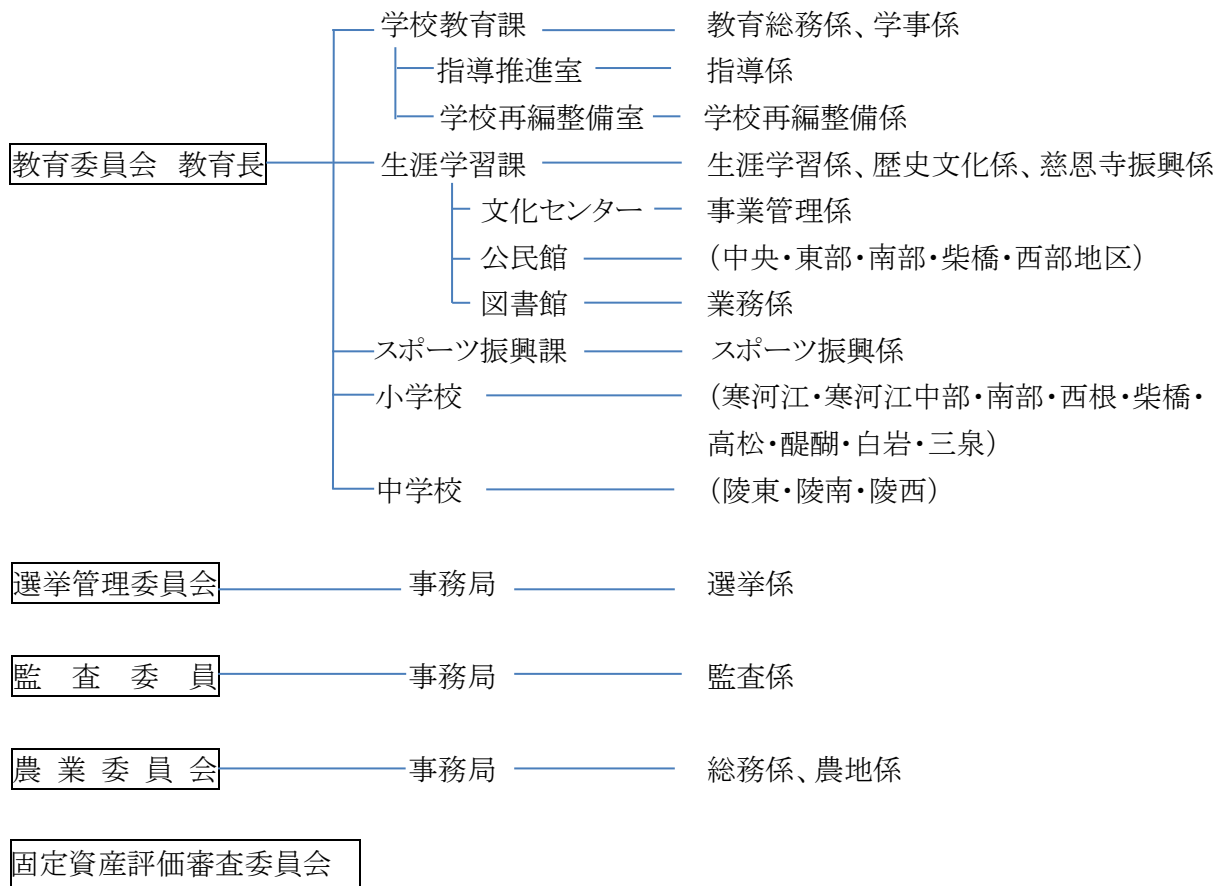 学校教育課 教育総務係、学事係
指導推進室 指導係
学校再編整備室 学校再編整備係
教育委員会 教育長 生涯学習課 生涯学習係、歴史文化係、慈恩寺振興係
文化センター 事業管理係
公民館 (中央・東部・南部・柴橋・西部地区)
図書館 業務係
スポーツ振興課 スポーツ振興係
小学校 (寒河江・寒河江中部・南部・西根・柴橋・
高松・醍醐・白岩・三泉)
中学校 (陵東・陵南・陵西)
選挙管理委員会 事務局 選挙係
監査委員 事務局 監査係
農業委員会 事務局 総務係、農地係
固定資産評価審査委員会